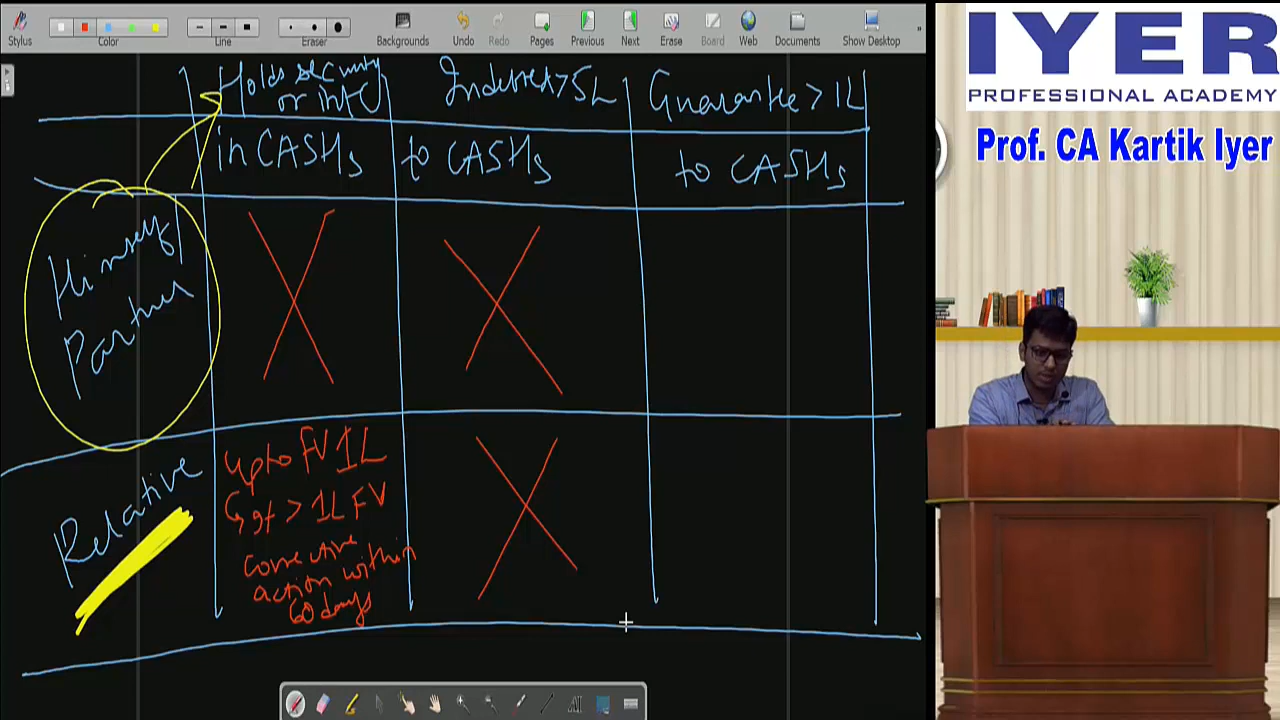 Stylus
Color
Line
Eraser
Backgrounds
Undo
Redo
Pages
Previous
Next
Erase
Board
Web
Documents
Show Desktop
IYER
PROFESSIONAL ACADEMY
Prof. CA Kartik Iyer
Holds security
or int
Indebted > 5L
Guarantee > 1L
in CASHs
to CASHs
to CASHs
Himself
Partner
Relative
upto FV 1L
gt > 1L FV
corrective
action within
60 days